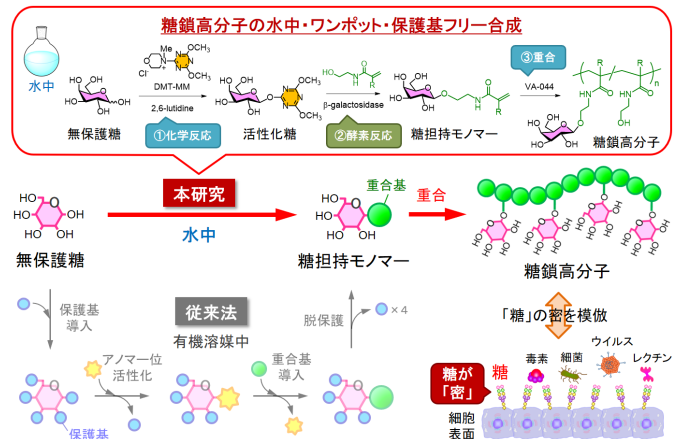 糖鎖高分子の水中・ワンポット・保護基フリー合成
水中
無保護糖
DMT-MM
2,6-lutidine
①化学反応
活性化糖
β-galactosidase
②酵素反応
糖担持モノマー
③重合
VA-044
糖鎖高分子
本研究
水中
無保護糖
重合基
糖担持モノマー
重合
糖鎖高分子
保護基
導入
従来法
有機溶媒中
脱保護
×4
アノマー位
活性化
重合基
導入
保護基
「糖」の密を模倣
糖が
「密」
糖
毒素
細菌
ウイルス
レクチン
細胞
表面